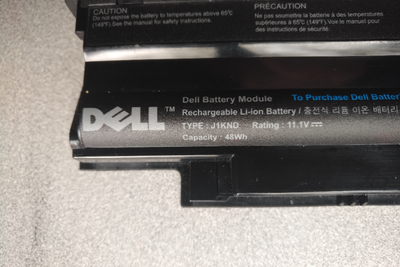 CAUTION
Do not expose the battery to temperatures above 65°C
(149°F).See the manual for safety instructions.
ATTENTION
Ne pas soumettre la batterie à des températures
supérieures à 65°C (149°F).Voir le manuel pour
des instructions de sécurité.
DELL™
Dell Battery Module
To Purchase Dell Batter
Rechargeable Li-ion Battery / 충전식 리튬 이온 배터리
TYPE : J1KND Rating : 11.1V⎓
Capacity : 48Wh